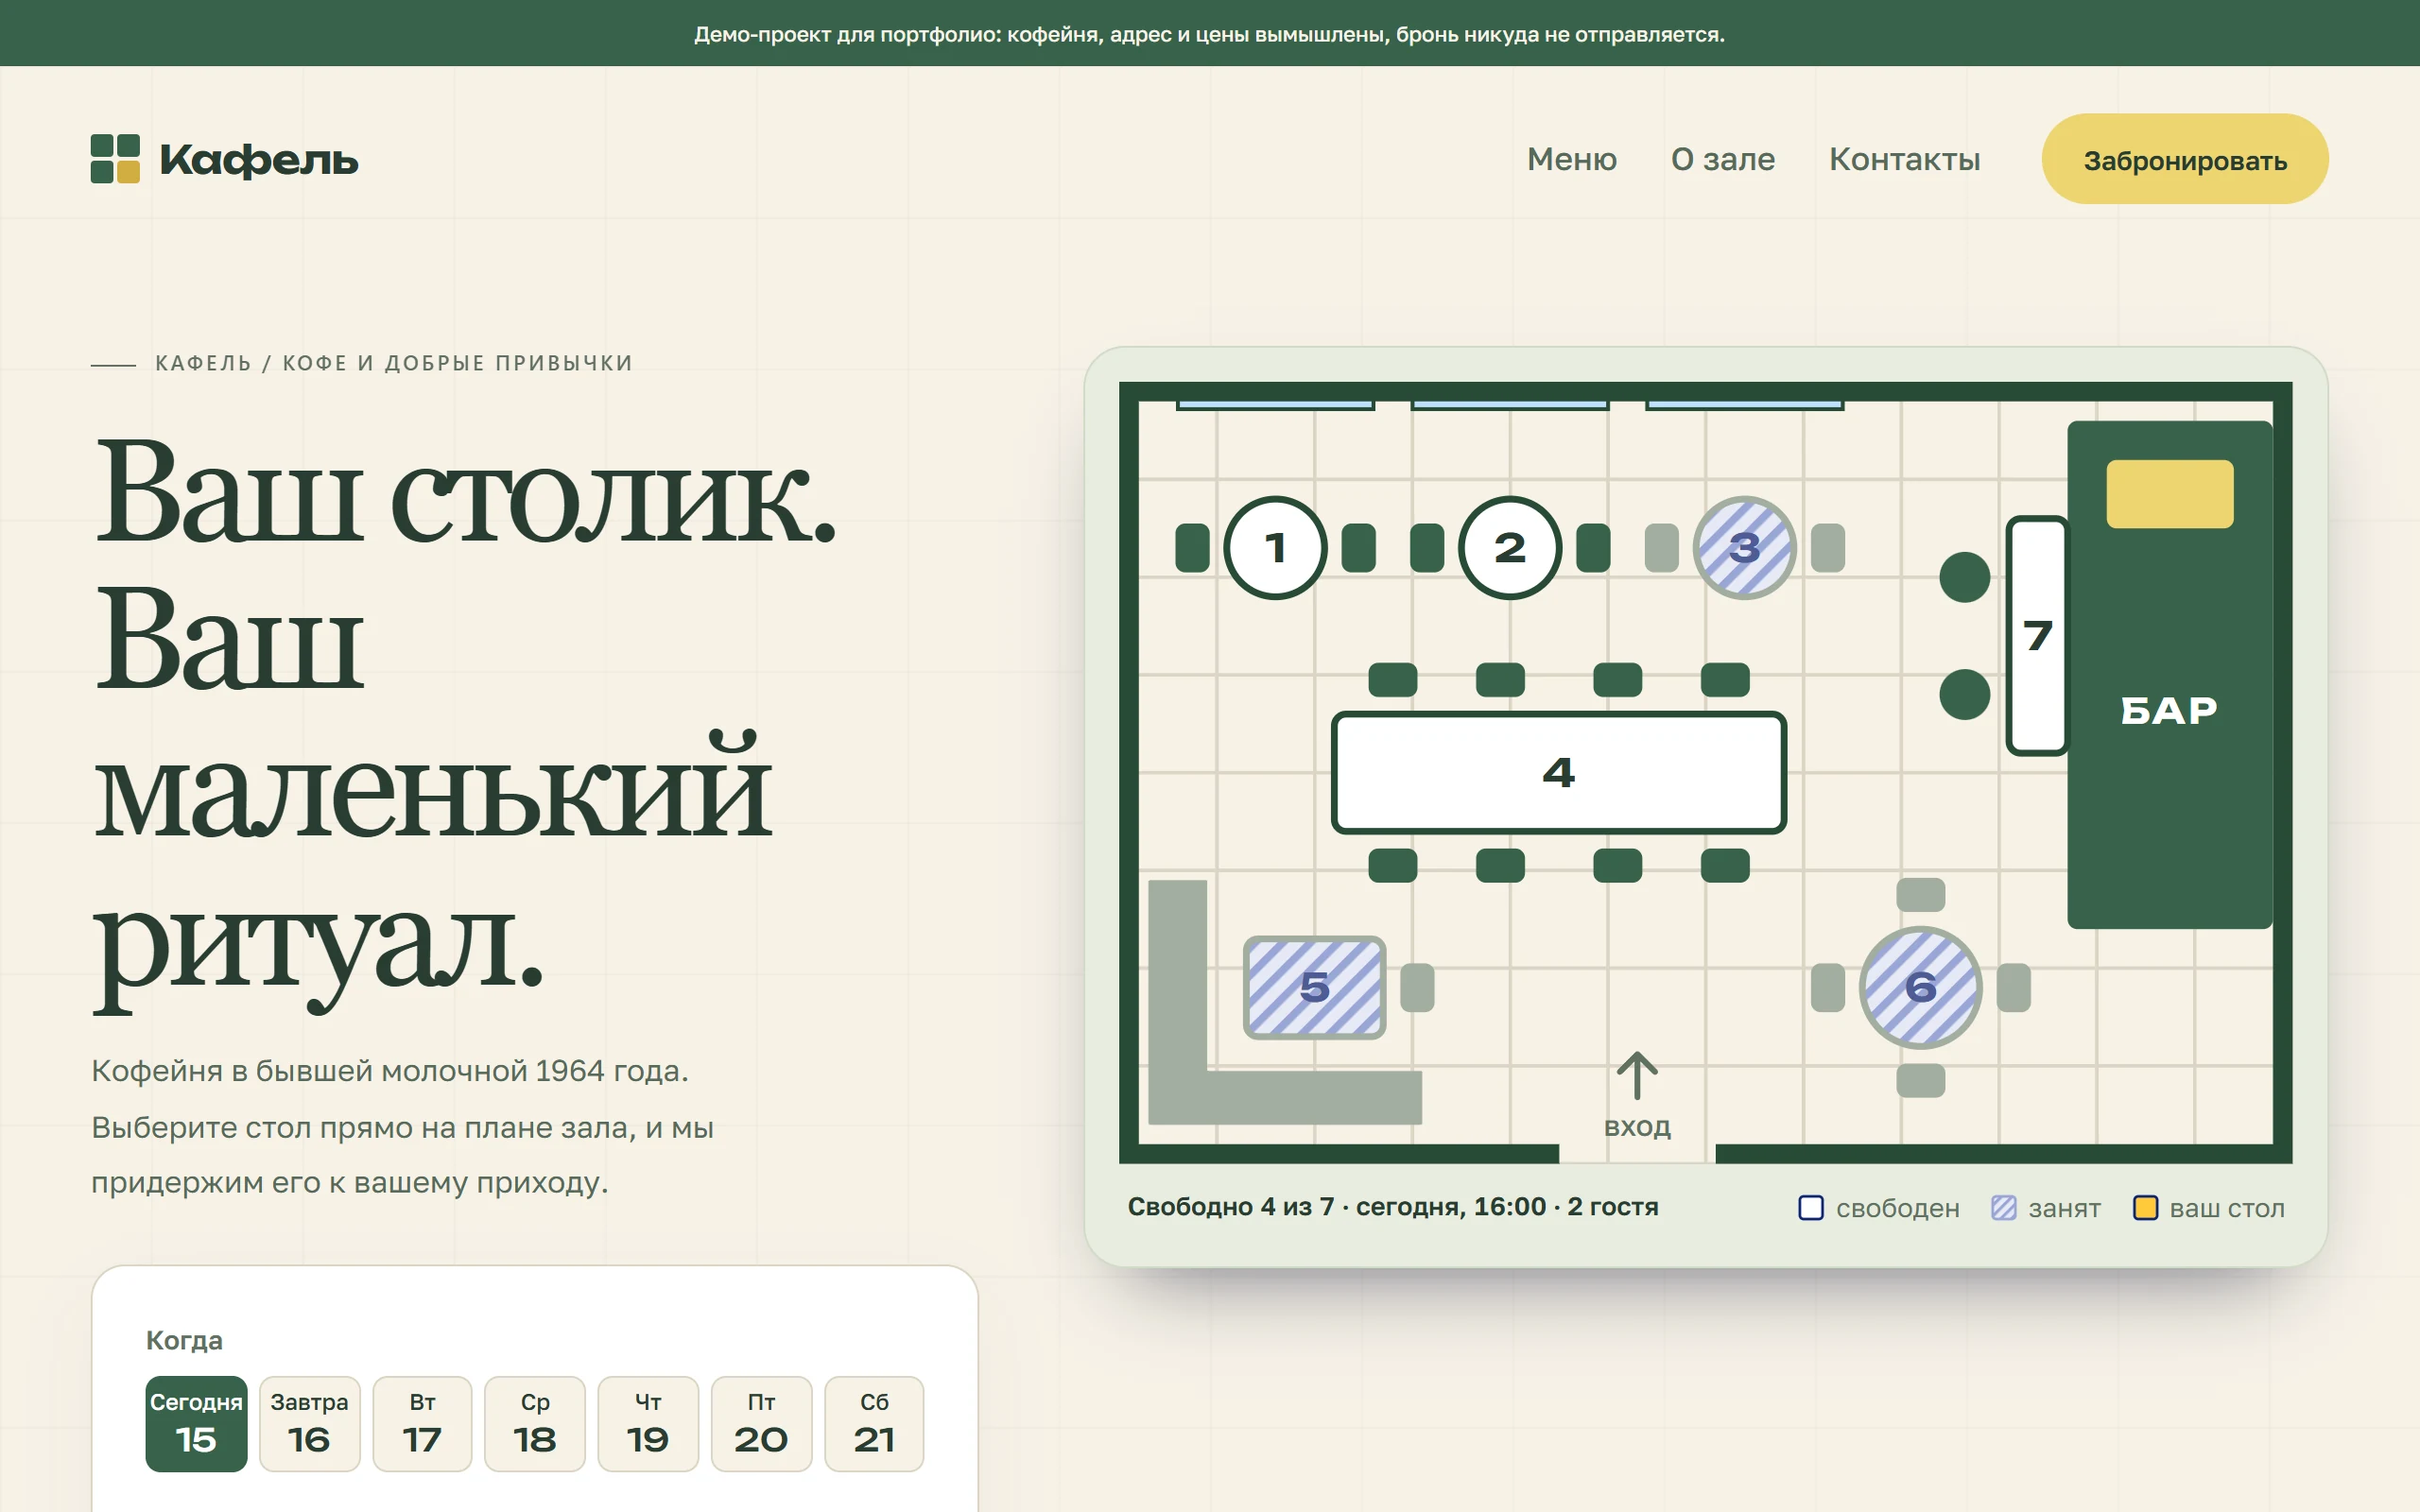 Демо-проект для портфолио: кофейня, адрес и цены вымышлены, бронь никуда не отправляется.
Кафель
Меню
О зале
Контакты
Забронировать
КАФЕЛЬ / КОФЕ И ДОБРЫЕ ПРИВЫЧКИ
Ваш столик.
Ваш
маленький
ритуал.
Кофейня в бывшей молочной 1964 года.
Выберите стол прямо на плане зала, и мы
придержим его к вашему приходу.
1
2
3
7
БАР
4
5
6
ВХОД
Свободно 4 из 7 · сегодня, 16:00 · 2 гостя
свободен
занят
ваш стол
Когда
Сегодня
15
Завтра
16
Вт
17
Ср
18
Чт
19
Пт
20
Сб
21